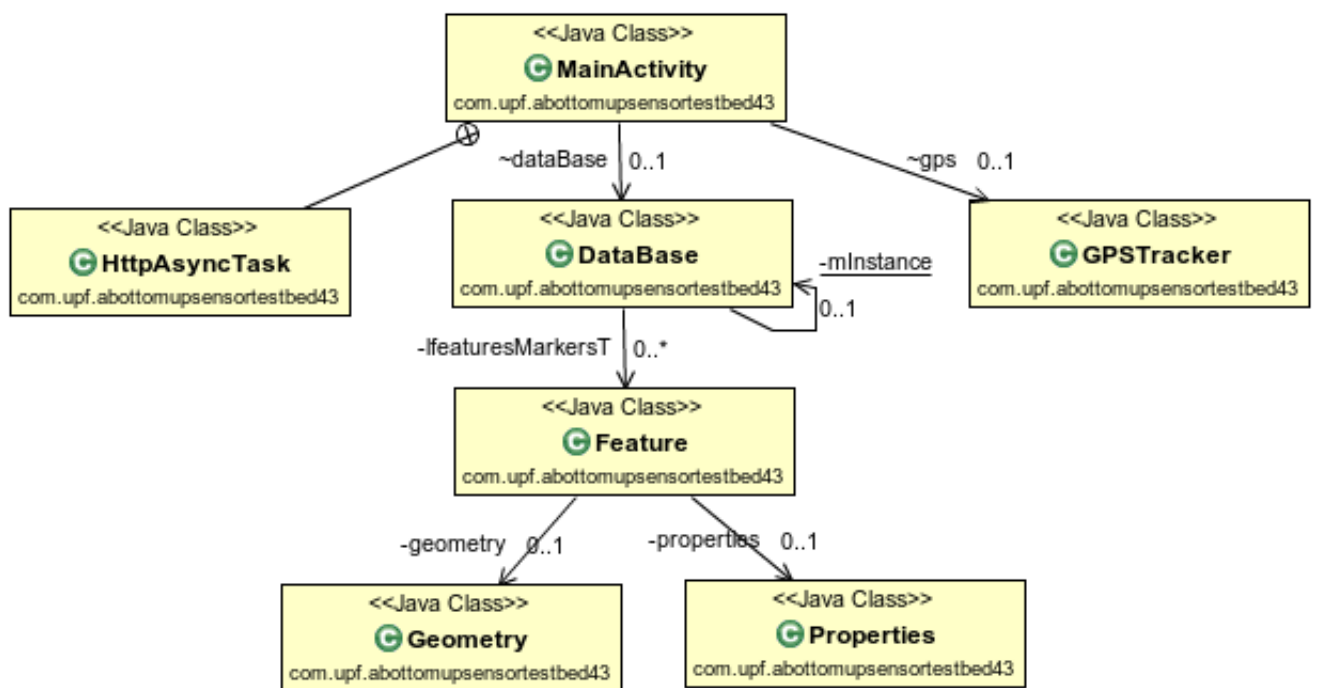 <<Java Class>>
MainActivity
com.upf.abottomupsensortestbed43
~dataBase 0..1
~gps 0..1
<<Java Class>>
HttpAsyncTask
com.upf.abottomupsensortestbed43
<<Java Class>>
DataBase
com.upf.abottomupsensortestbed43
-mInstance
0..1
<<Java Class>>
GPSTracker
com.upf.abottomupsensortestbed43
-lfeaturesMarkersT 0..*
<<Java Class>>
Feature
com.upf.abottomupsensortestbed43
-geometry 0..1
-properties 0..1
<<Java Class>>
Geometry
com.upf.abottomupsensortestbed43
<<Java Class>>
Properties
com.upf.abottomupsensortestbed43